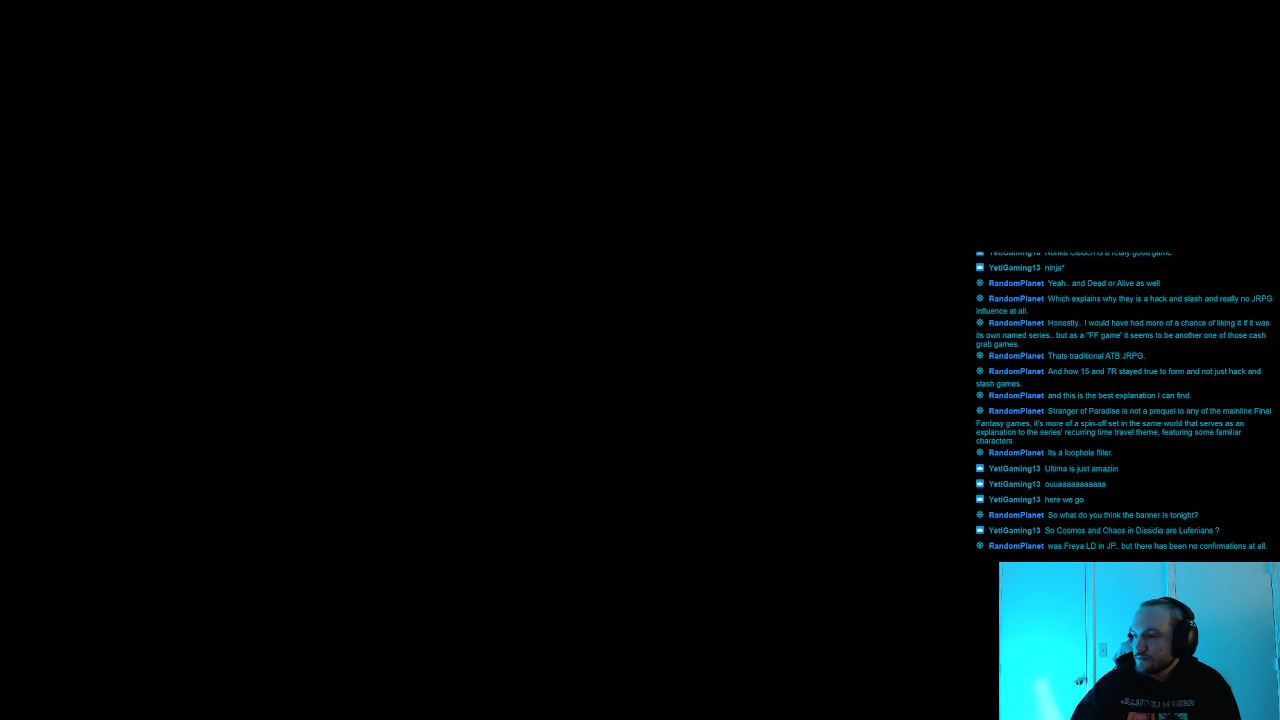 YetiGaming13 is a really good game
YetiGaming13 ninja*
RandomPlanet Yeah.. and Dead or Alive as well
RandomPlanet Which explains why they is a hack and slash and really no JRPG
influence at all.
RandomPlanet Honestly.. I would have had more of a chance of liking it if it was
its own named series.. but as a "FF game" it seems to be another one of those cash
grab games.
RandomPlanet Thats traditional ATB JRPG.
RandomPlanet And how 15 and 7R stayed true to form and not just hack and
slash games.
RandomPlanet and this is the best explanation I can find.
RandomPlanet Stranger of Paradise is not a prequel to any of the mainline Final
Fantasy games, it's more of a spin-off set in the same world that serves as an
explanation to the series' recurring time travel theme, featuring some familiar
characters
RandomPlanet Its a loophole filler.
YetiGaming13 Ultima is just amaziin
YetiGaming13 ouuaaaaaaaaaa
YetiGaming13 here we go
RandomPlanet So what do you think the banner is tonight?
YetiGaming13 So Cosmos and Chaos in Dissidia are Lufenians ?
RandomPlanet was Freya LD in JP.. but there has been no confirmations at all.